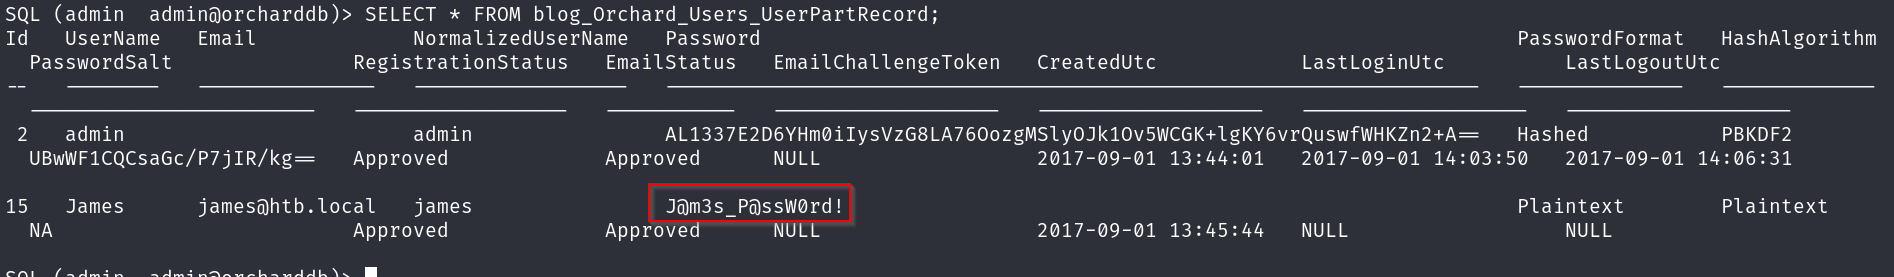 SQL (admin  admin@orcharddb)> SELECT * FROM blog_Orchard_Users_UserPartRecord;
Id   UserName   Email             NormalizedUserName   Password                                                               PasswordFormat   HashAlgorithm
PasswordSalt               RegistrationStatus   EmailStatus   EmailChallengeToken   CreatedUtc            LastLoginUtc          LastLogoutUtc
--   ---------   ---------------   ------------------   --------------------------------------------------------------------   --------------   -------------
------------------------   ------------------   -----------   -------------------   -------------------   -------------------   -------------------
2   admin                        admin                AL1337E2D6YHm0iIysVzG8LA76OozgMSlyOJk1Ov5WCGK+lgKY6vrQuswfWHKZn2+A==   Hashed           PBKDF2
UBwWF1CQCsaGc/P7jIR/kg==   Approved             Approved      NULL                  2017-09-01 13:44:01   2017-09-01 14:03:50   2017-09-01 14:06:31
15   James      james@htb.local   james                J@m3s_P@ssW0rd!                                                        Plaintext        Plaintext
NA                         Approved             Approved      NULL                  2017-09-01 13:45:44   NULL                  NULL
SQL (admin  admin@orcharddb)>